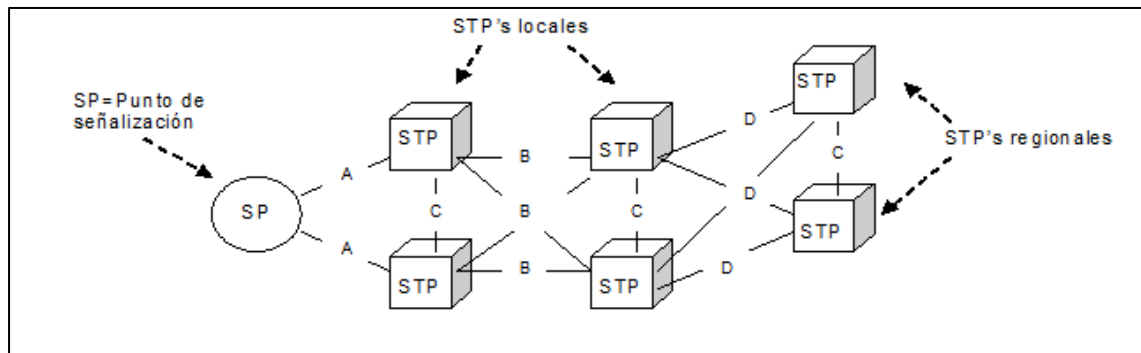 STP's locales
SP=Punto de
señalización
STP
STP
STP
D
STP's regionales
B
A
C
D
C
SP
B
C
STP
A
B
D
STP
STP